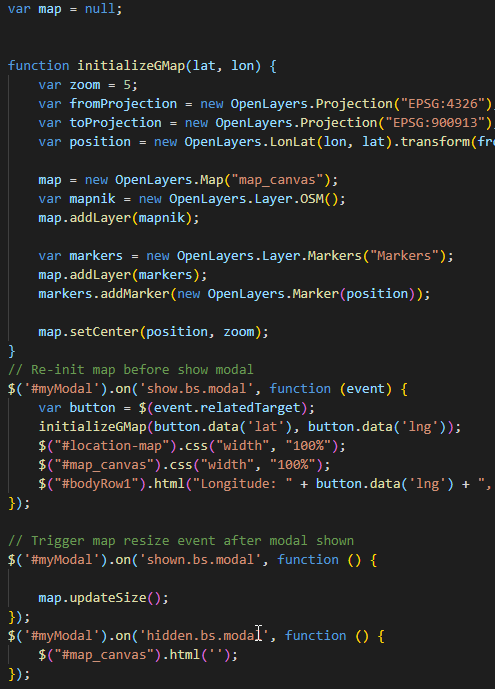 var map = null;
function initializeGMap(lat, lon) {
    var zoom = 5;
    var fromProjection = new OpenLayers.Projection("EPSG:4326")
    var toProjection = new OpenLayers.Projection("EPSG:900913")
    var position = new OpenLayers.LonLat(lon, lat).transform(fro
    map = new OpenLayers.Map("map_canvas");
    var mapnik = new OpenLayers.Layer.OSM();
    map.addLayer(mapnik);
    var markers = new OpenLayers.Layer.Markers("Markers");
    map.addLayer(markers);
    markers.addMarker(new OpenLayers.Marker(position));
    map.setCenter(position, zoom);
}
// Re-init map before show modal
$('#myModal').on('show.bs.modal', function (event) {
    var button = $(event.relatedTarget);
    initializeGMap(button.data('lat'), button.data('lng'));
    $("#location-map").css("width", "100%");
    $("#map_canvas").css("width", "100%");
    $("#bodyRow1").html("Longitude: " + button.data('lng') + ",
});
// Trigger map resize event after modal shown
$('#myModal').on('shown.bs.modal', function () {
    map.updateSize();
});
$('#myModal').on('hidden.bs.modal', function () {
    $("#map_canvas").html('');
});